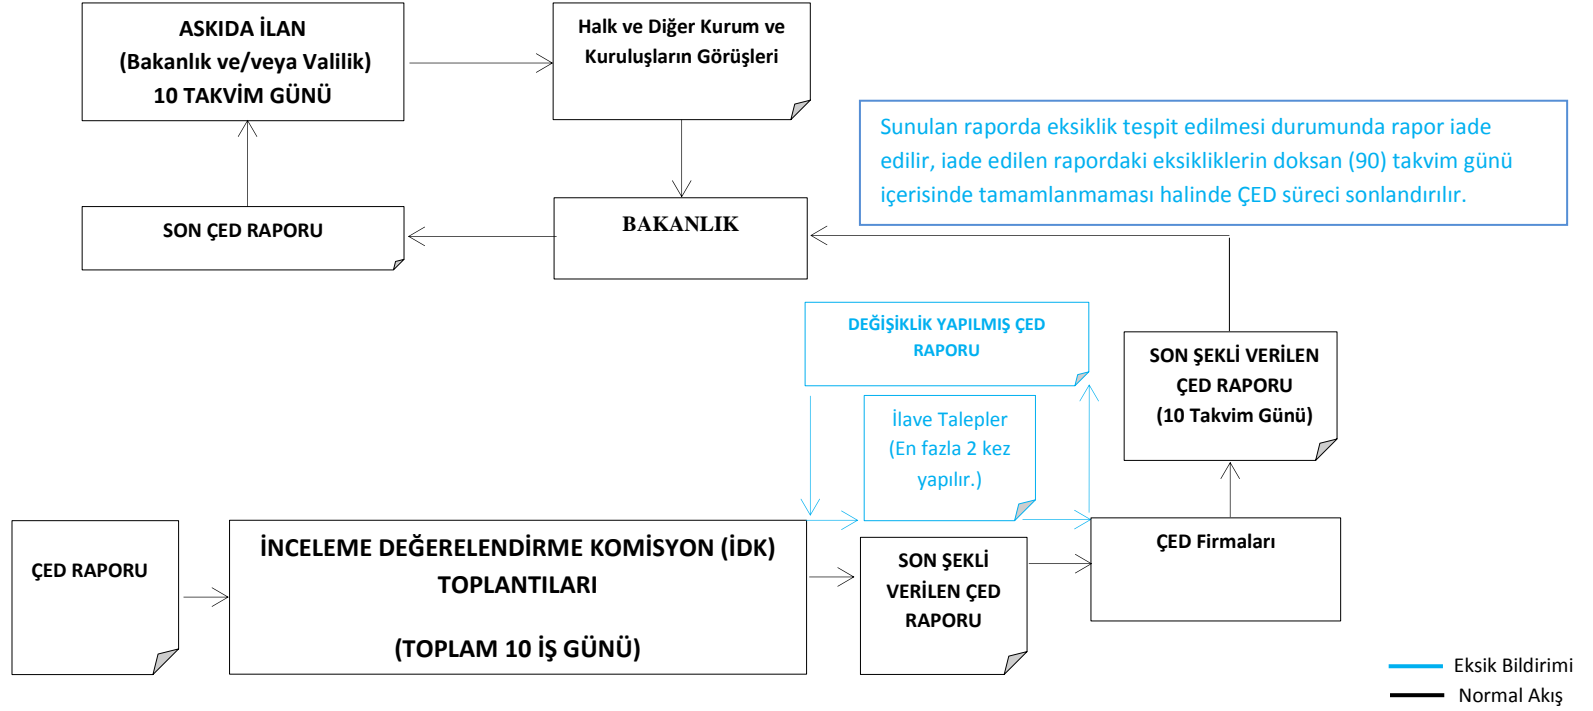 ASKIDA İLAN
(Bakanlık ve/veya Valilik)
10 TAKVİM GÜNÜ
Halk ve Diğer Kurum ve
Kuruluşların Görüşleri
Sunulan raporda eksiklik tespit edilmesi durumunda rapor iade
edilir, iade edilen rapordaki eksikliklerin doksan (90) takvim günü
içerisinde tamamlanmaması halinde ÇED süreci sonlandırılır.
SON ÇED RAPORU
BAKANLIK
DEĞİŞİKLİK YAPILMIŞ ÇED
RAPORU
SON ŞEKLİ VERİLEN
ÇED RAPORU
(10 Takvim Günü)
İlave Talepler
(En fazla 2 kez
yapılır.)
ÇED RAPORU
İNCELEME DEĞERELENDİRME KOMİSYON (İDK)
TOPLANTILARI
(TOPLAM 10 İŞ GÜNÜ)
SON ŞEKLİ
VERİLEN ÇED
RAPORU
ÇED Firmaları
Eksik Bildirimi
Normal Akış